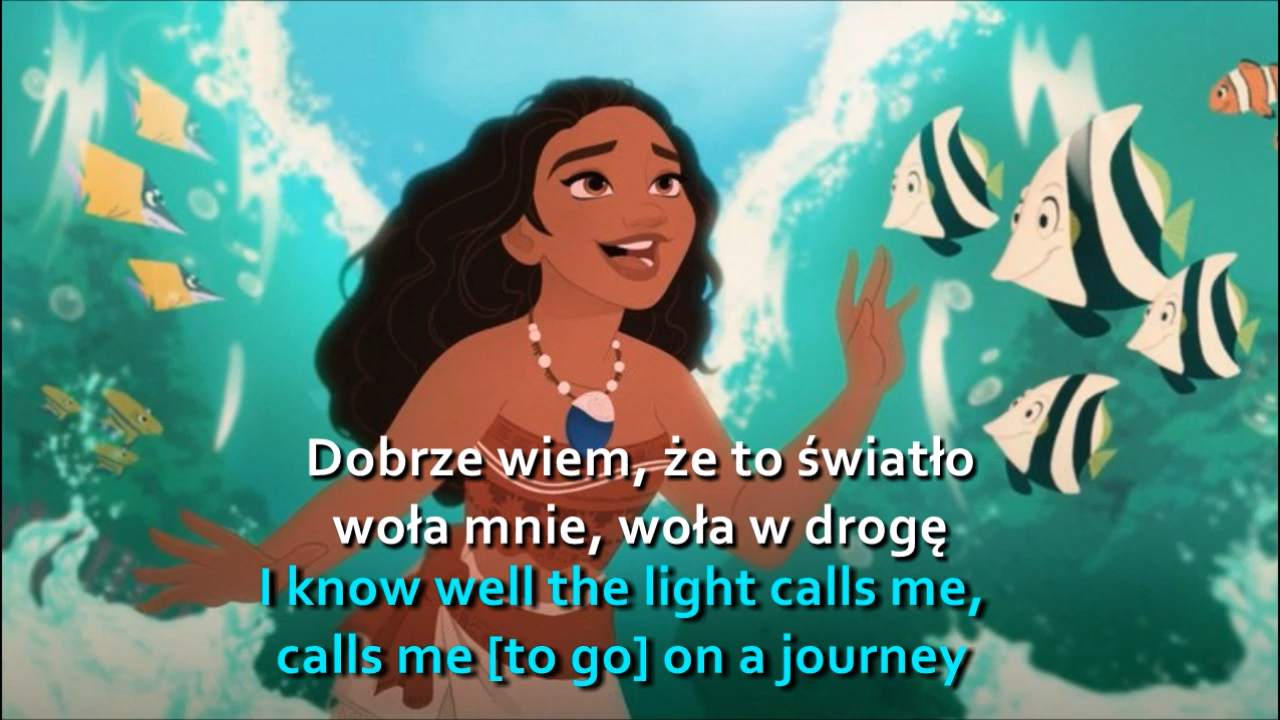 Dobrze wiem, że to światło
woła mnie, woła w drogę
I know well the light calls me,
calls me [to go] on a journey